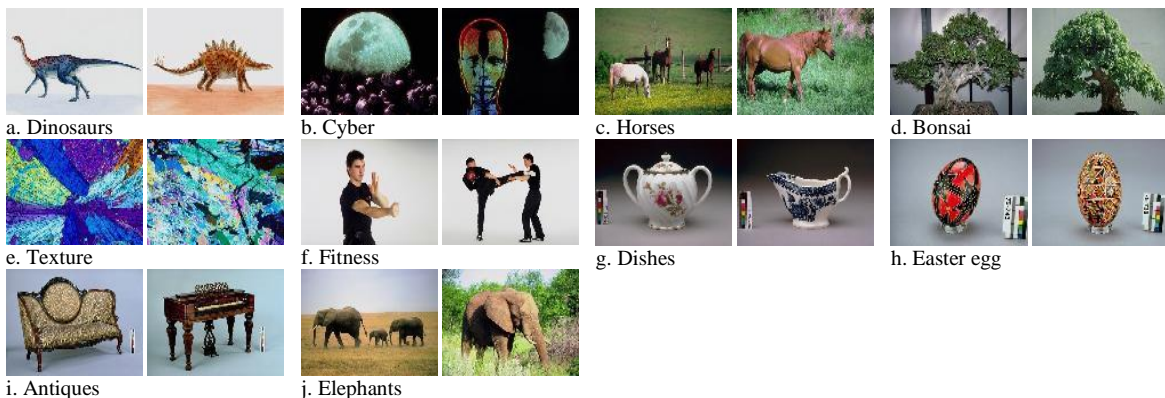 a. Dinosaurs
b. Cyber
c. Horses
d. Bonsai
e. Texture
f. Fitness
g. Dishes
h. Easter egg
i. Antiques
j. Elephants